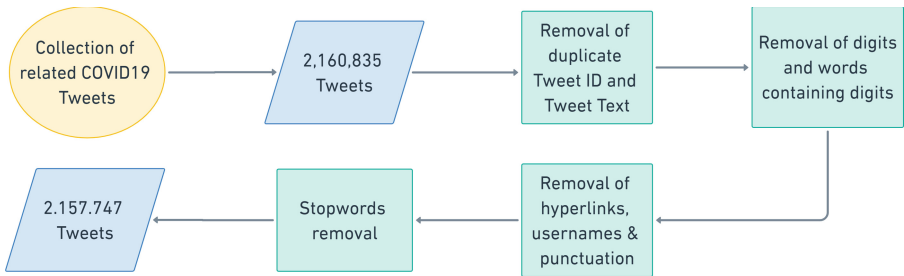 Collection of
related COVID19
Tweets
2,160,835
Tweets
Removal of
duplicate
Tweet ID and
Tweet Text
Removal of digits
and words
containing digits
Removal of
hyperlinks,
usernames &
punctuation
Stopwords
removal
2.157.747
Tweets